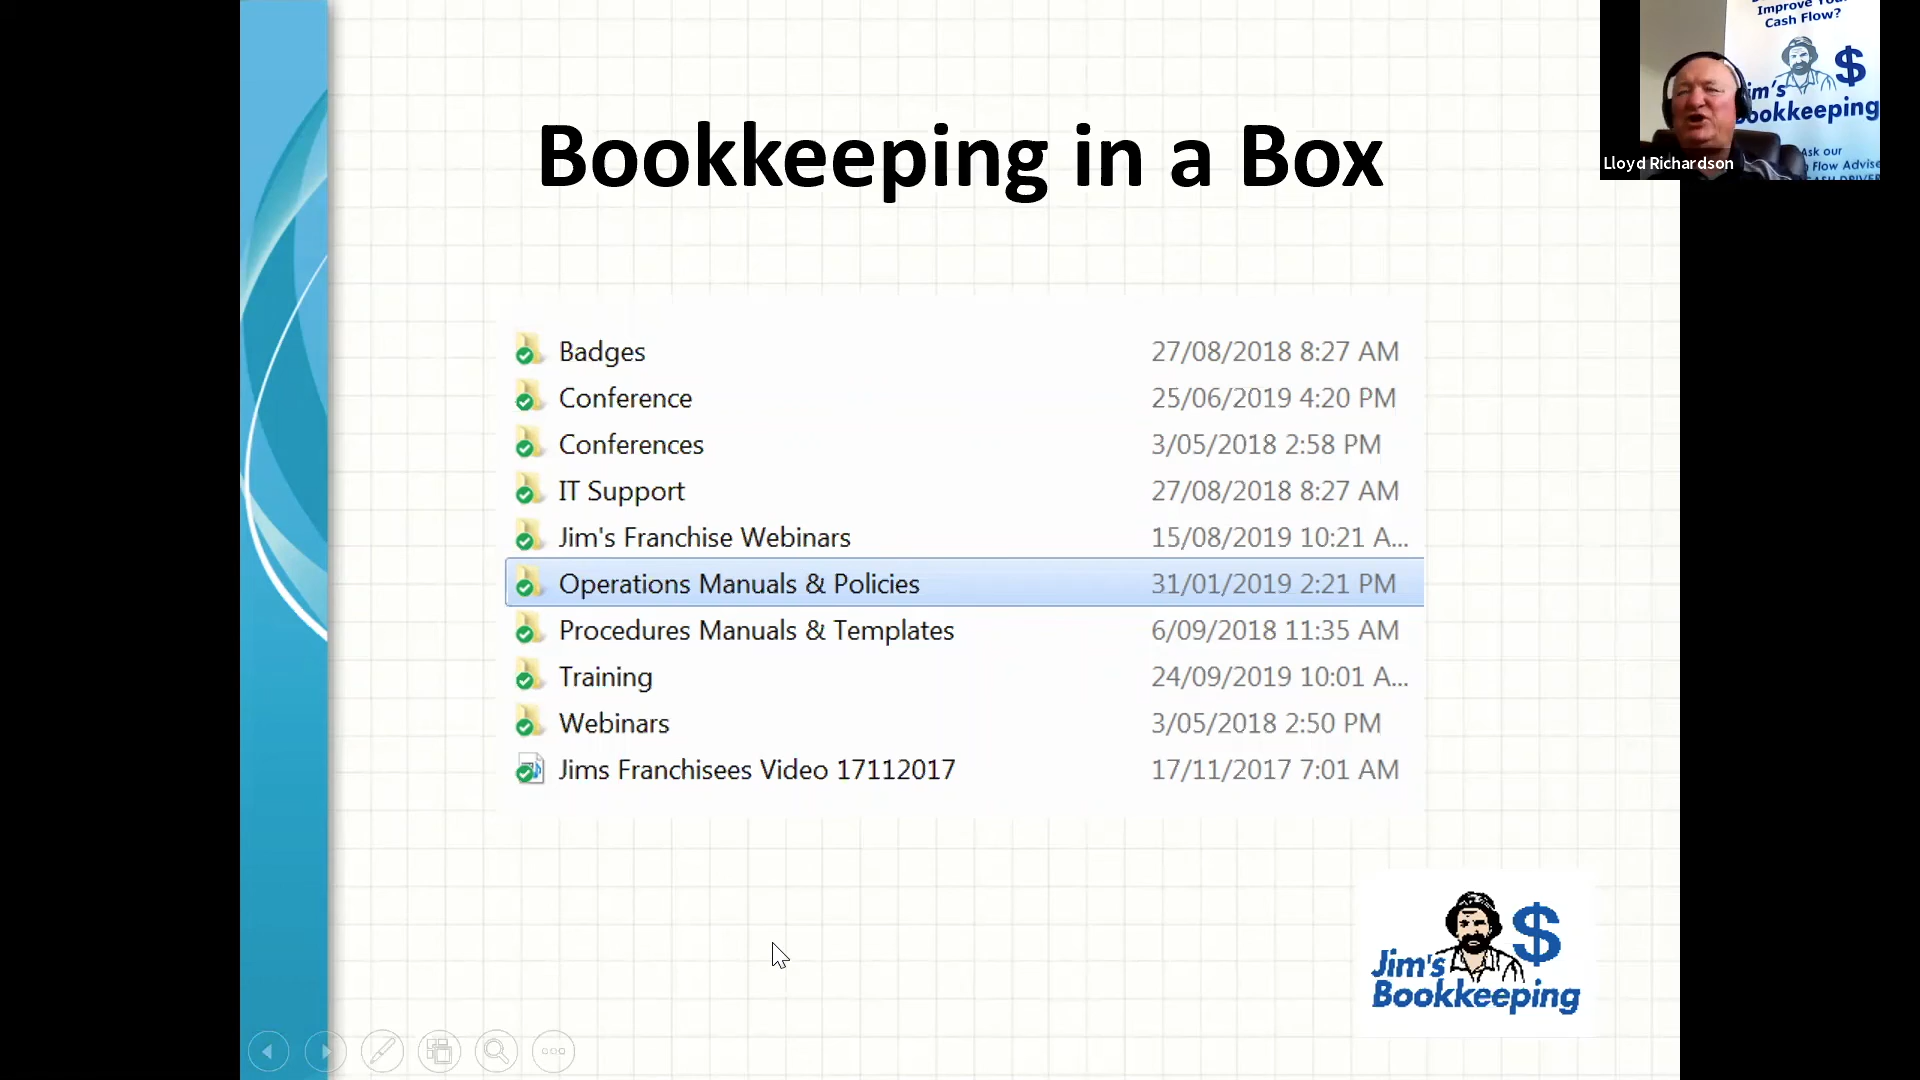 Bookkeeping in a Box
Badges 27/08/2018 8:27 AM
Conference 25/06/2019 4:20 PM
Conferences 3/05/2018 2:58 PM
IT Support 27/08/2018 8:27 AM
Jim's Franchise Webinars 15/08/2019 10:21 A...
Operations Manuals & Policies 31/01/2019 2:21 PM
Procedures Manuals & Templates 6/09/2018 11:35 AM
Training 24/09/2019 10:01 A...
Webinars 3/05/2018 2:50 PM
Jims Franchisees Video 17112017 17/11/2017 7:01 AM
$
Jim's
Bookkeeping
Improve
Cash Flow?
$
Lloyd Richardson
Ask our
Flow